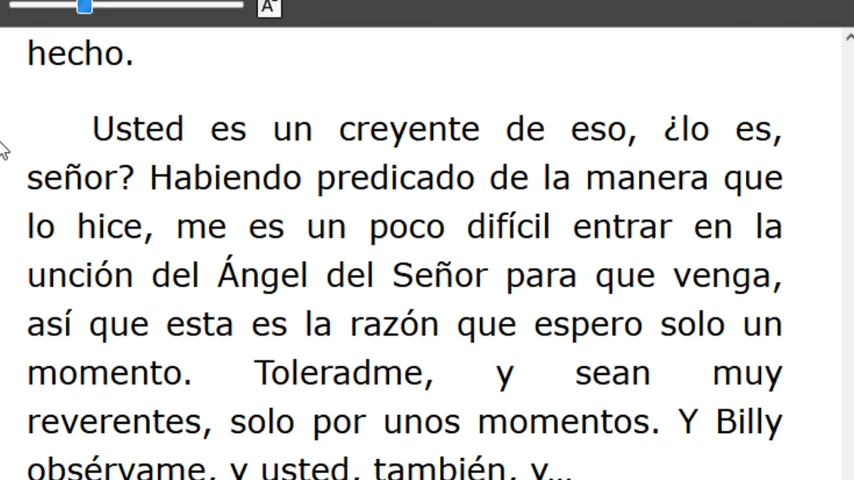 A
hecho.
Usted es un creyente de eso, ¿lo es,
señor? Habiendo predicado de la manera que
lo hice, me es un poco difícil entrar en la
unción del Ángel del Señor para que venga,
así que esta es la razón que espero solo un
momento. Toleradme, y sean muy
reverentes, solo por unos momentos. Y Billy
obsérvame, y usted, también, y…